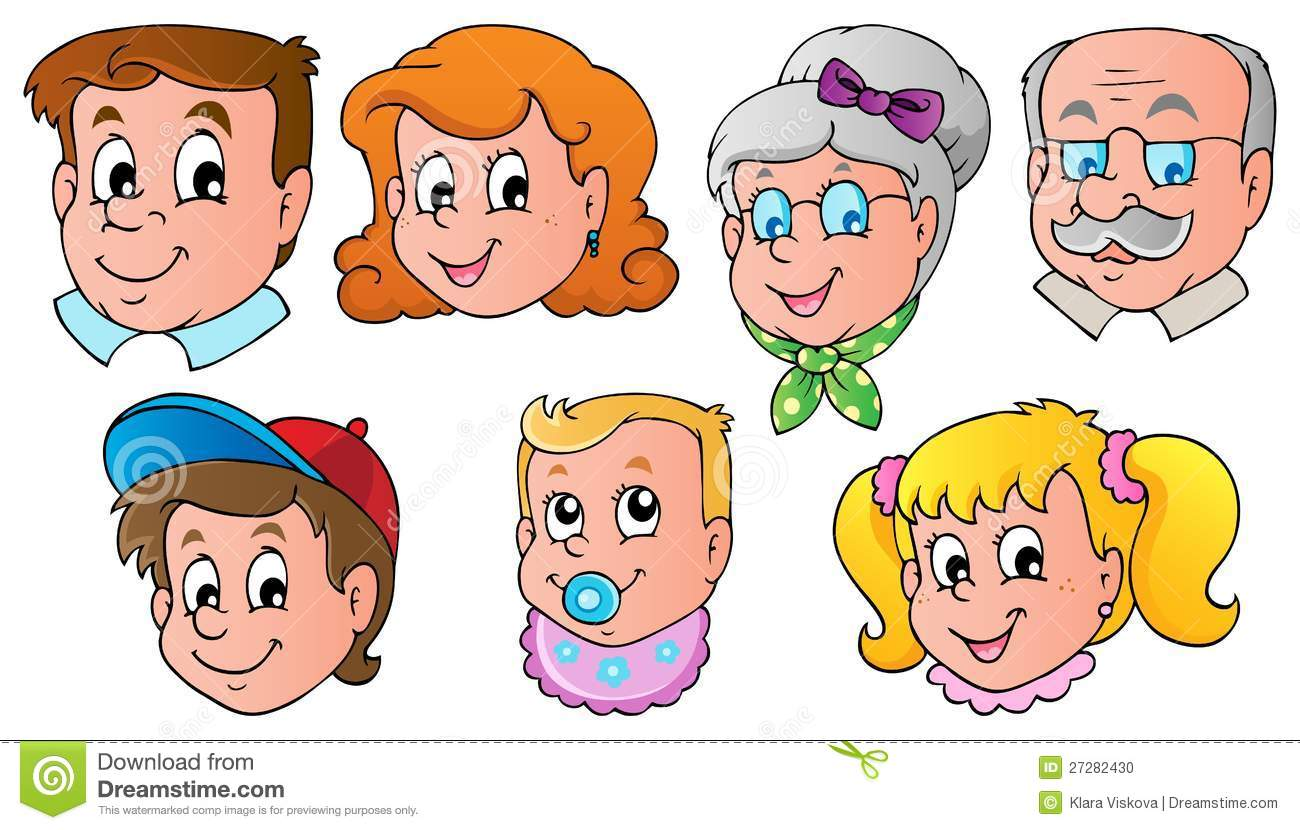 Download from
Dreamstime.com
This watermarked comp image is for previewing purposes only.
ID 27282430
© Klara Viskova | Dreamstime.com